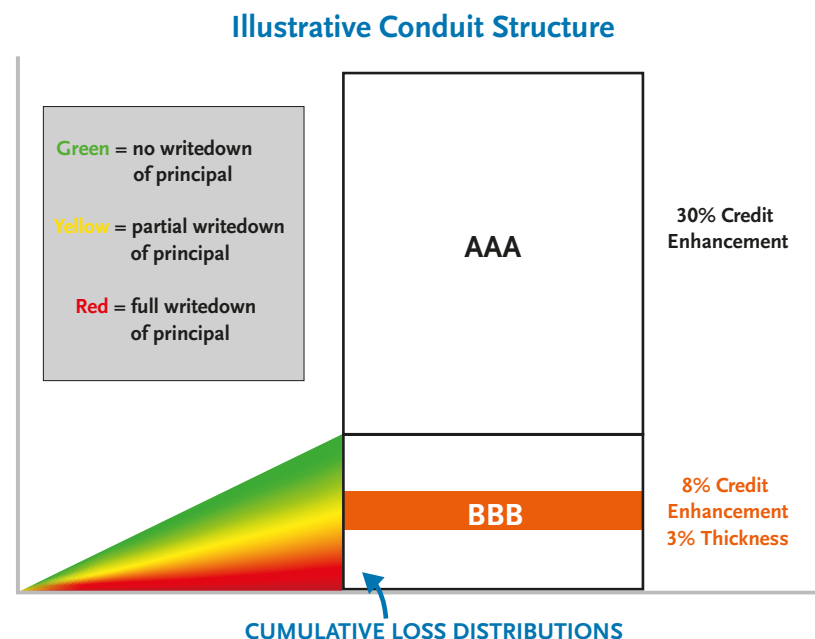 Illustrative Conduit Structure
Green = no writedown
of principal
Yellow = partial writedown
of principal
Red = full writedown
of principal
AAA
30% Credit
Enhancement
BBB
8% Credit
Enhancement
3% Thickness
CUMULATIVE LOSS DISTRIBUTIONS